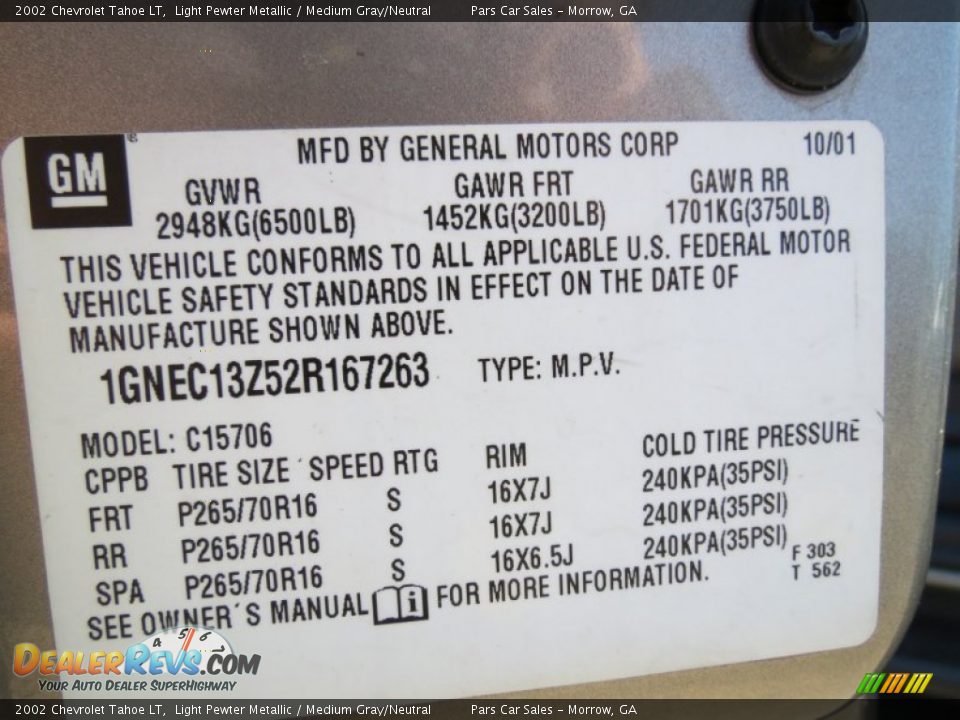 2002 Chevrolet Tahoe LT,  Light Pewter Metallic / Medium Gray/Neutral    Pars Car Sales - Morrow, GA
GM® MFD BY GENERAL MOTORS CORP 10/01
GVWR GAWR FRT GAWR RR
2948KG(6500LB) 1452KG(3200LB) 1701KG(3750LB)
THIS VEHICLE CONFORMS TO ALL APPLICABLE U.S. FEDERAL MOTOR
VEHICLE SAFETY STANDARDS IN EFFECT ON THE DATE OF
MANUFACTURE SHOWN ABOVE.
1GNEC13Z52R167263 TYPE: M.P.V.
MODEL: C15706
CPPB TIRE SIZE SPEED RTG RIM COLD TIRE PRESSURE
FRT P265/70R16 S 16X7J 240KPA(35PSI)
RR P265/70R16 S 16X7J 240KPA(35PSI)
SPA P265/70R16 S 16X6.5J 240KPA(35PSI)
F 303
T 562
SEE OWNER´S MANUAL i FOR MORE INFORMATION.
4 5 6
DEALERREVS.COM
YOUR AUTO DEALER SUPERHIGHWAY
2002 Chevrolet Tahoe LT,  Light Pewter Metallic / Medium Gray/Neutral    Pars Car Sales - Morrow, GA